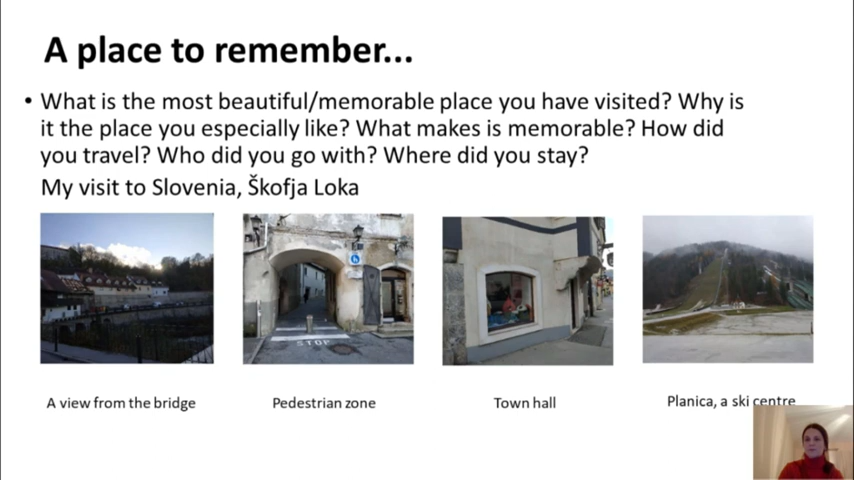 A place to remember...
• What is the most beautiful/memorable place you have visited? Why is
it the place you especially like? What makes is memorable? How did
you travel? Who did you go with? Where did you stay?
My visit to Slovenia, Škofja Loka
STOP
A view from the bridge
Pedestrian zone
Town hall
Planica, a ski centre